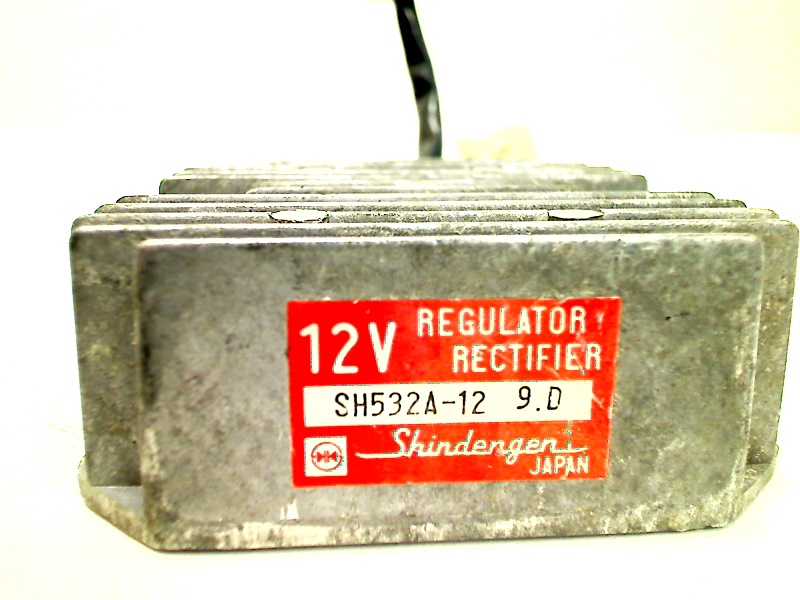 12V REGULATOR
RECTIFIER
SH532A-12 9.D
Shindengen
JAPAN